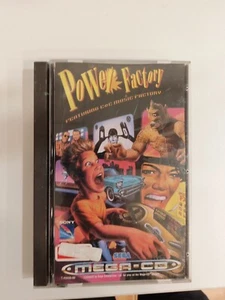 PoWeR Factory
FEATURING C+C MUSIC FACTORY
SONY
SEGA
MEGA-CD